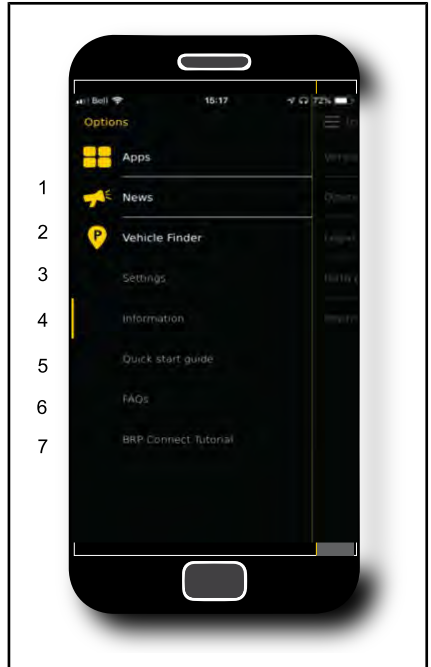 Bell 15:17 72%
Options
Apps
1
News
2
P Vehicle Finder
3
Settings
4
Information
5
Quick start guide
6
FAQs
7
BRP Connect Tutorial